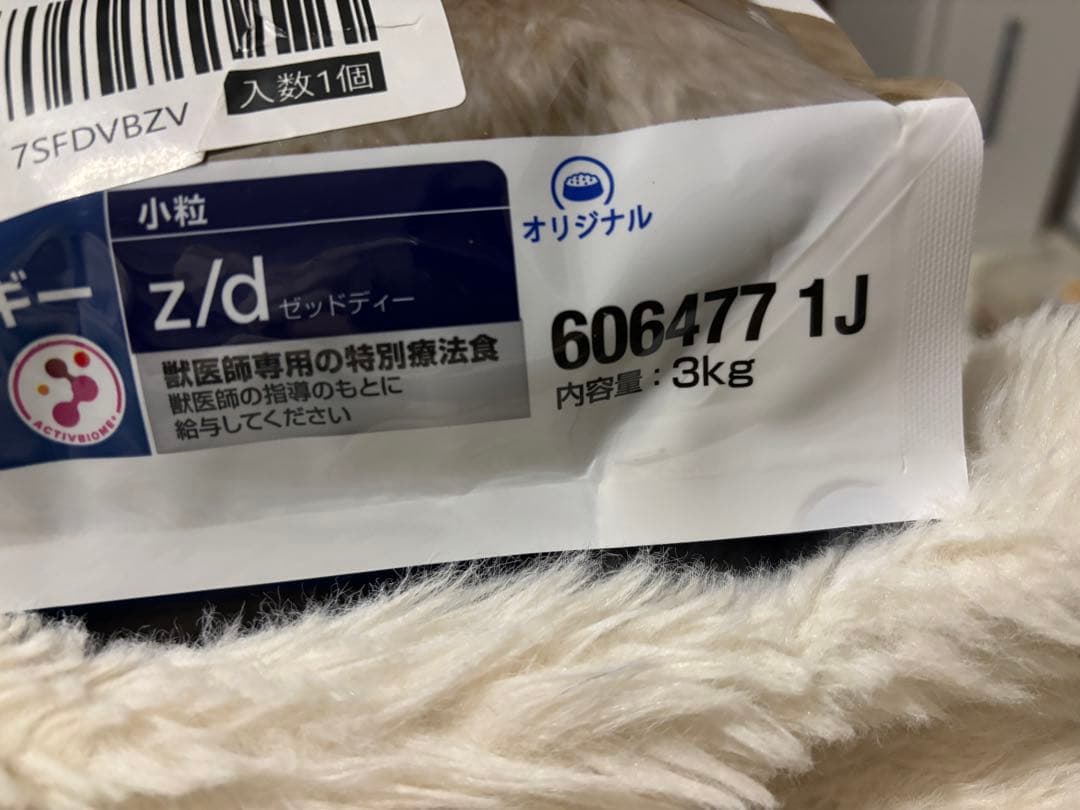 入数1個
7SFDVBZV
小粒
オリジナル
z/d ゼッドディー
ギー
606477 1J
獣医師専用の特別療法食
内容量：3kg
獣医師の指導のもとに
給与してください
ACTIVBIOME+